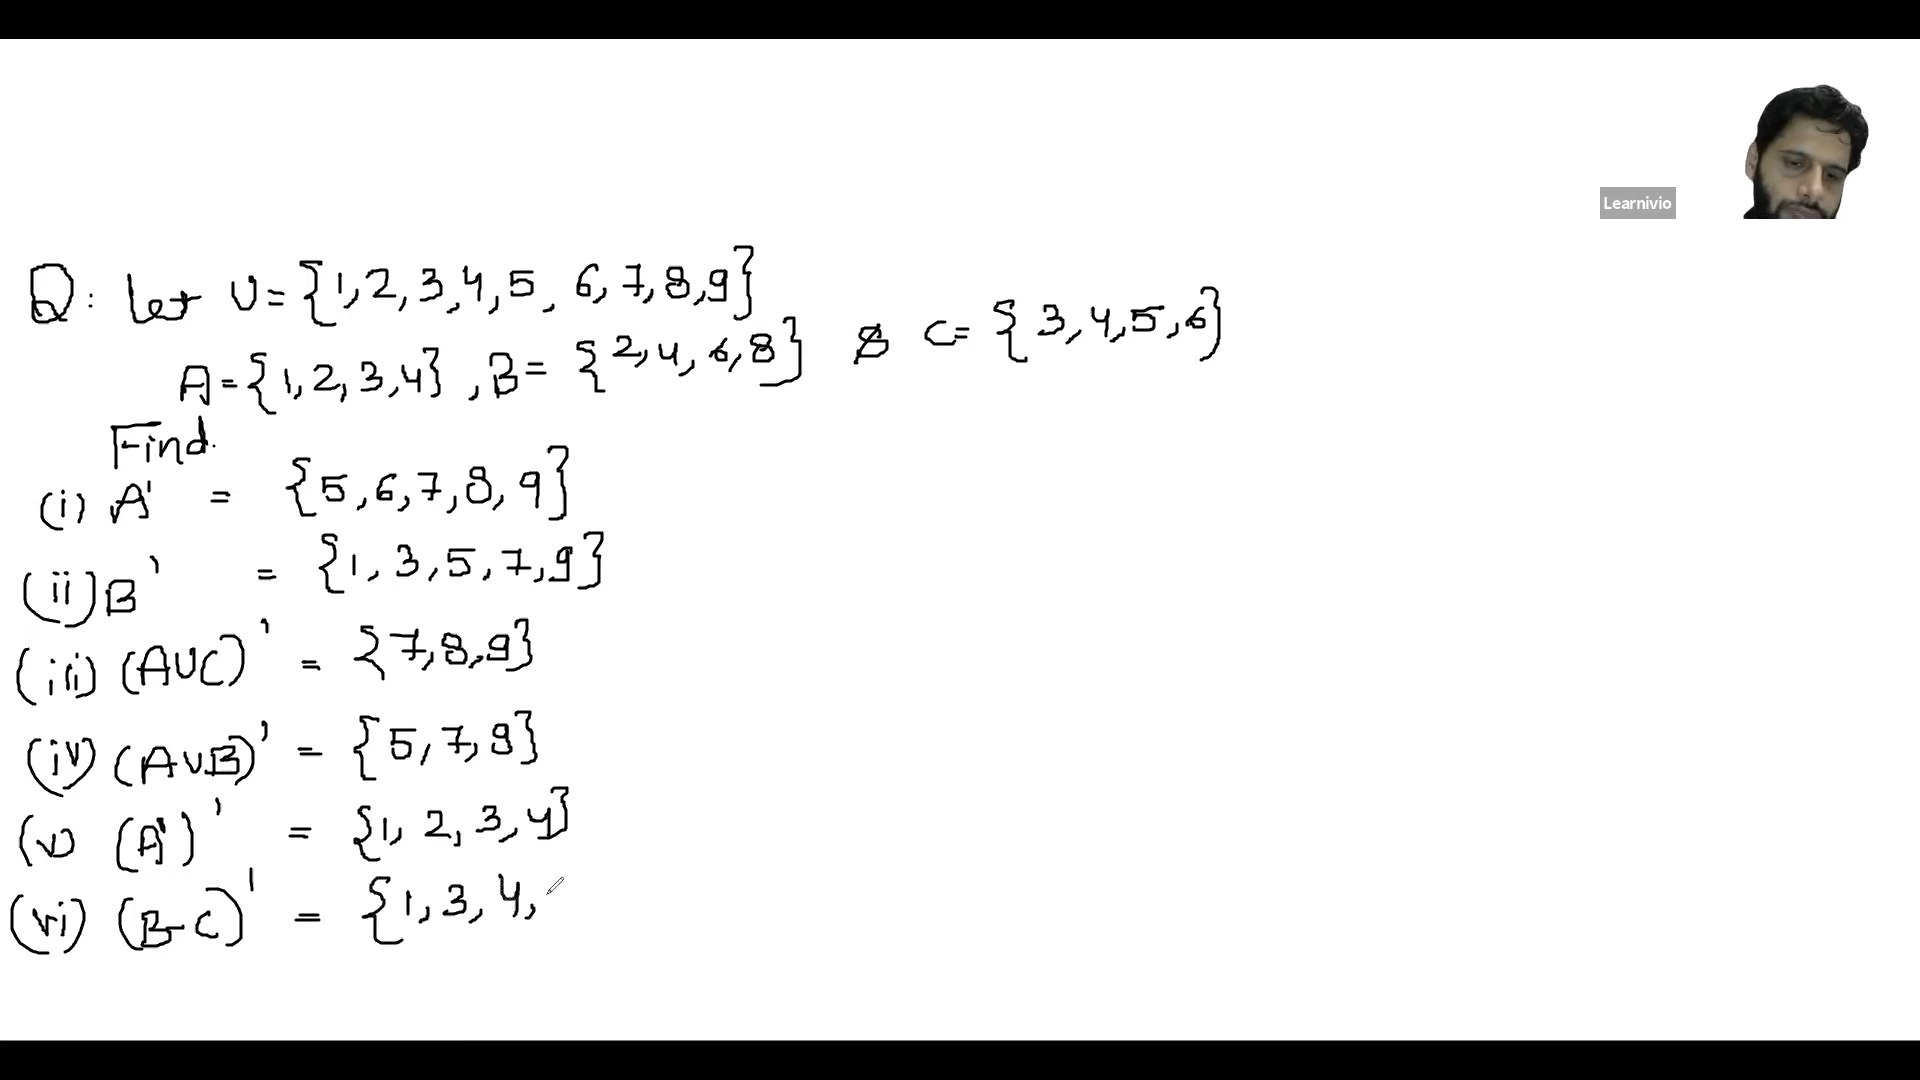 Learnivio
Q: Let U = {1, 2, 3, 4, 5, 6, 7, 8, 9}
A = {1, 2, 3, 4}, B = {2, 4, 6, 8} & C = {3, 4, 5, 6}
Find.
(i) A' = {5, 6, 7, 8, 9}
(ii) B' = {1, 3, 5, 7, 9}
(iii) (A∪C)' = {7, 8, 9}
(iv) (A∪B)' = {5, 7, 9}
(v) (A')' = {1, 2, 3, 4}
(vi) (B-C)' = {1, 3, 4,